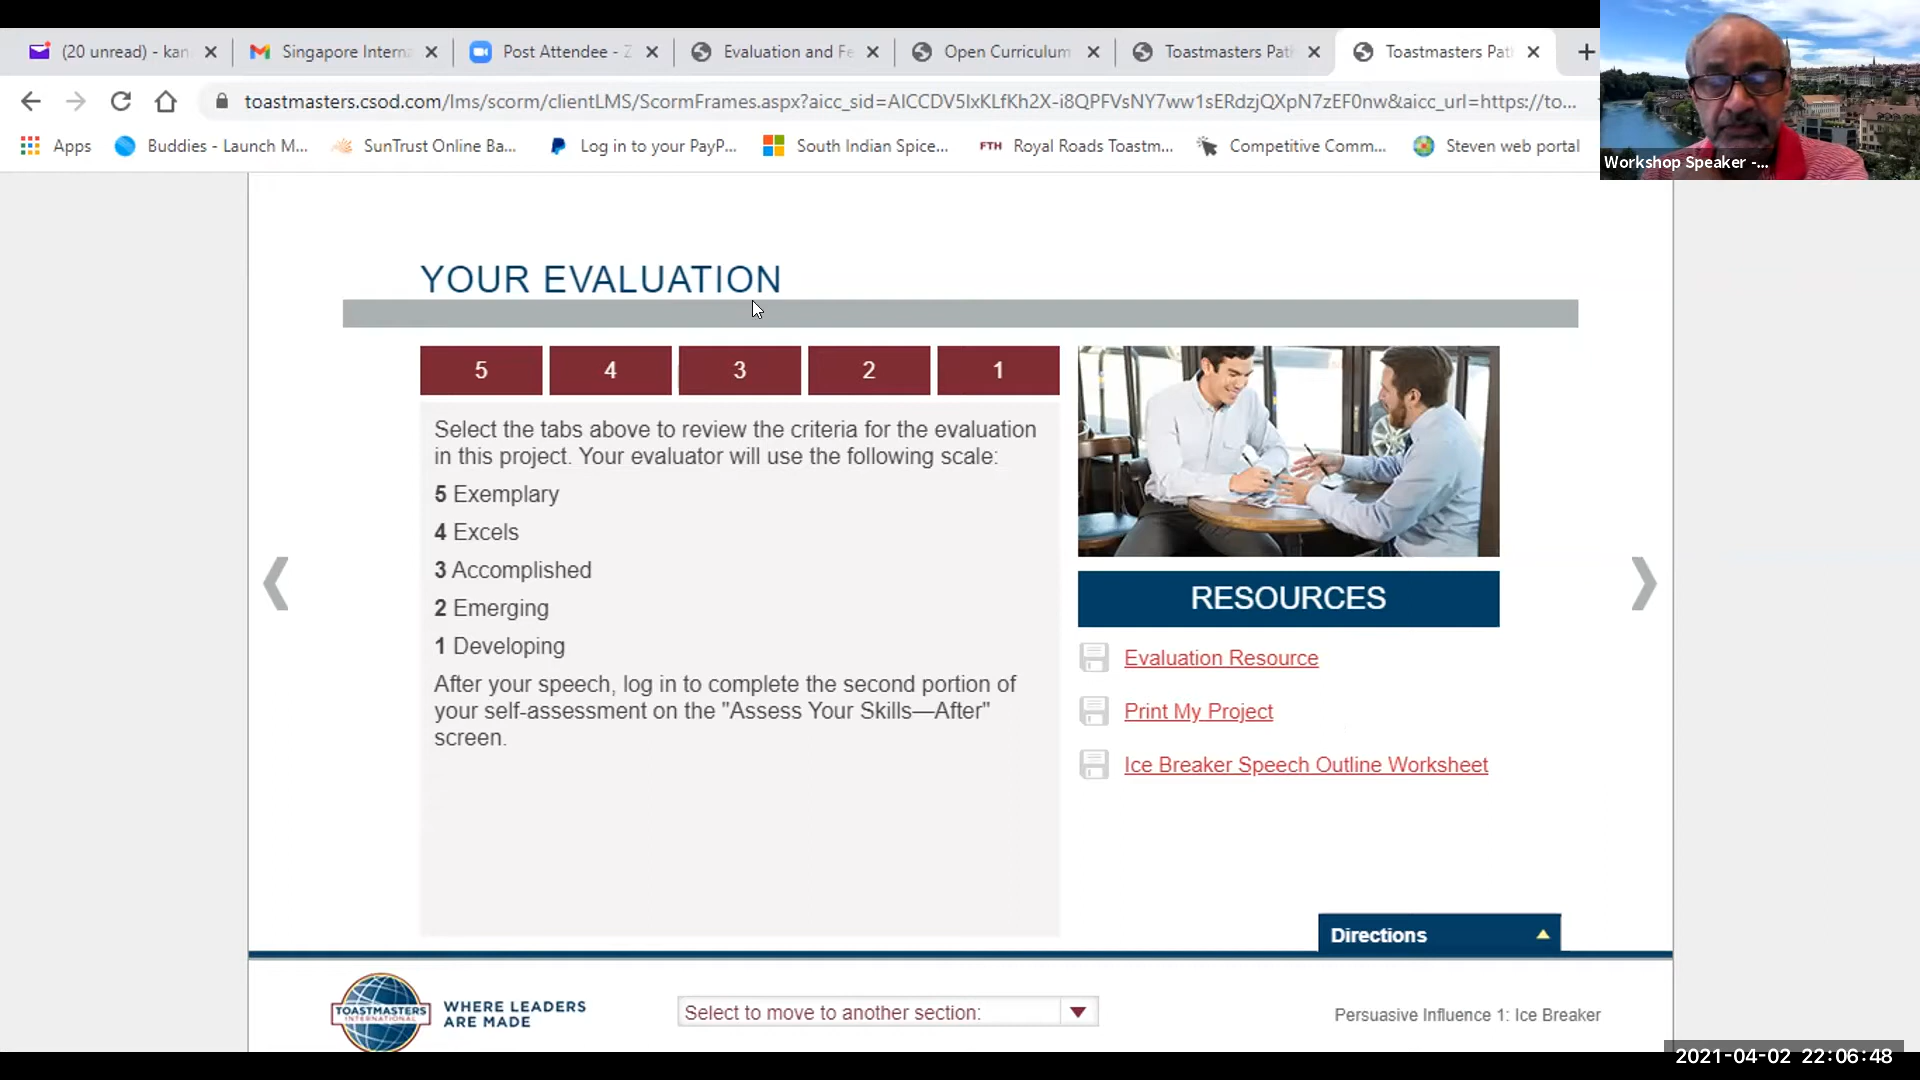 (20 unread) - kan
Singapore Interna
Post Attendee - Z
Evaluation and Fe
Open Curriculum
Toastmasters Pat
Toastmasters Pat
toastmasters.csod.com/lms/scorm/clientLMS/ScormFrames.aspx?aicc_sid=AICCDV5IxKLfKh2X-i8QPFVsNY7ww1sERdzjQXpN7zEF0nw&aicc_url=https://to...
Apps
Buddies - Launch M...
SunTrust Online Ba...
Log in to your PayP...
South Indian Spice...
FTH Royal Roads Toastm...
Competitive Comm...
Steven web portal
Workshop Speaker -...
YOUR EVALUATION
5 4 3 2 1
Select the tabs above to review the criteria for the evaluation
in this project. Your evaluator will use the following scale:
5 Exemplary
4 Excels
3 Accomplished
2 Emerging
1 Developing
After your speech, log in to complete the second portion of
your self-assessment on the "Assess Your Skills—After"
screen.
RESOURCES
Evaluation Resource
Print My Project
Ice Breaker Speech Outline Worksheet
Directions
TOASTMASTERS
INTERNATIONAL
WHERE LEADERS
ARE MADE
Select to move to another section:
Persuasive Influence 1: Ice Breaker
2021-04-02 22:06:48